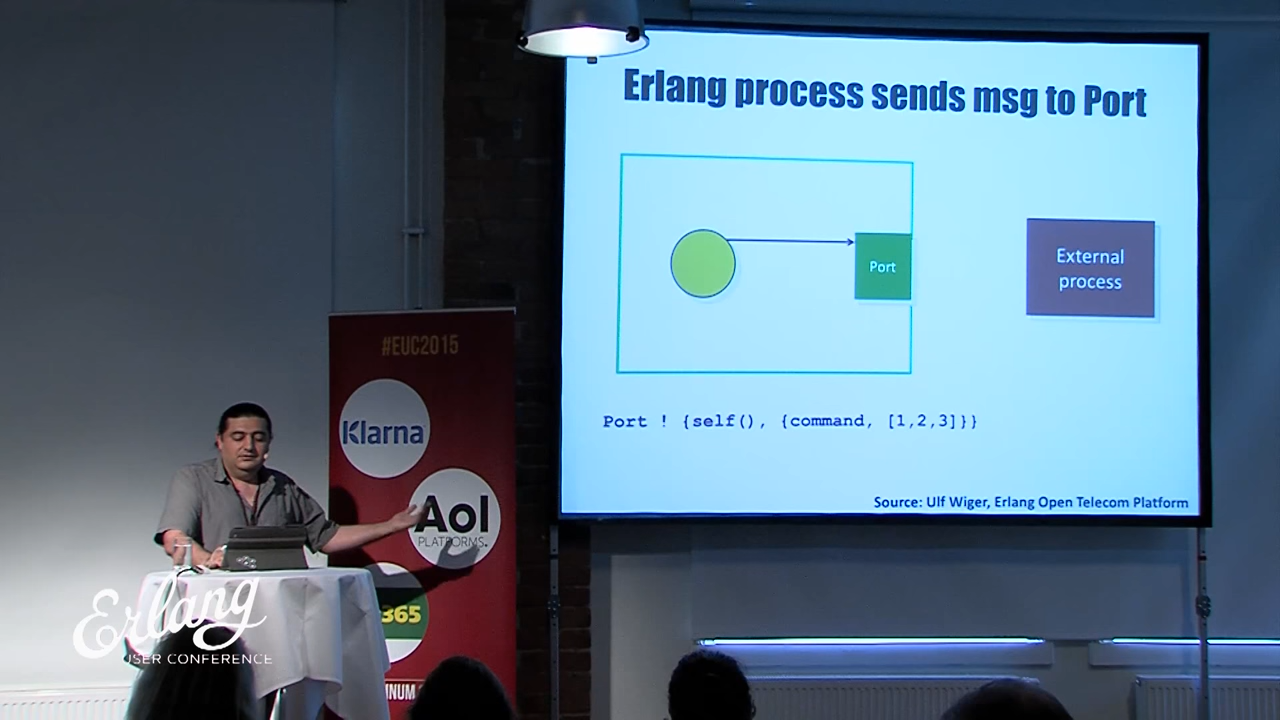 Erlang process sends msg to Port
Port
External
process
Port ! {self(), {command, [1,2,3]}}
Source: Ulf Wiger, Erlang Open Telecom Platform
#EUC2015
Klarna
Aol
PLATFORMS.
365
Erlang
USER CONFERENCE